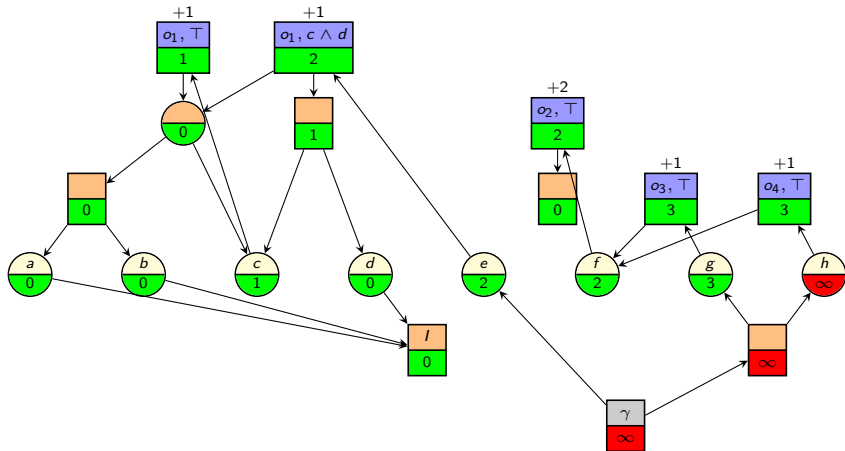 +1 +1
o₁, ⊤ o₁, c ∧ d
1 2
+2
o₂, ⊤
0 1 2
+1 +1
o₃, ⊤ o₄, ⊤
0 0 3 3
a b c d e f g h
0 0 1 0 2 2 3 ∞
I
0 ∞
γ
∞